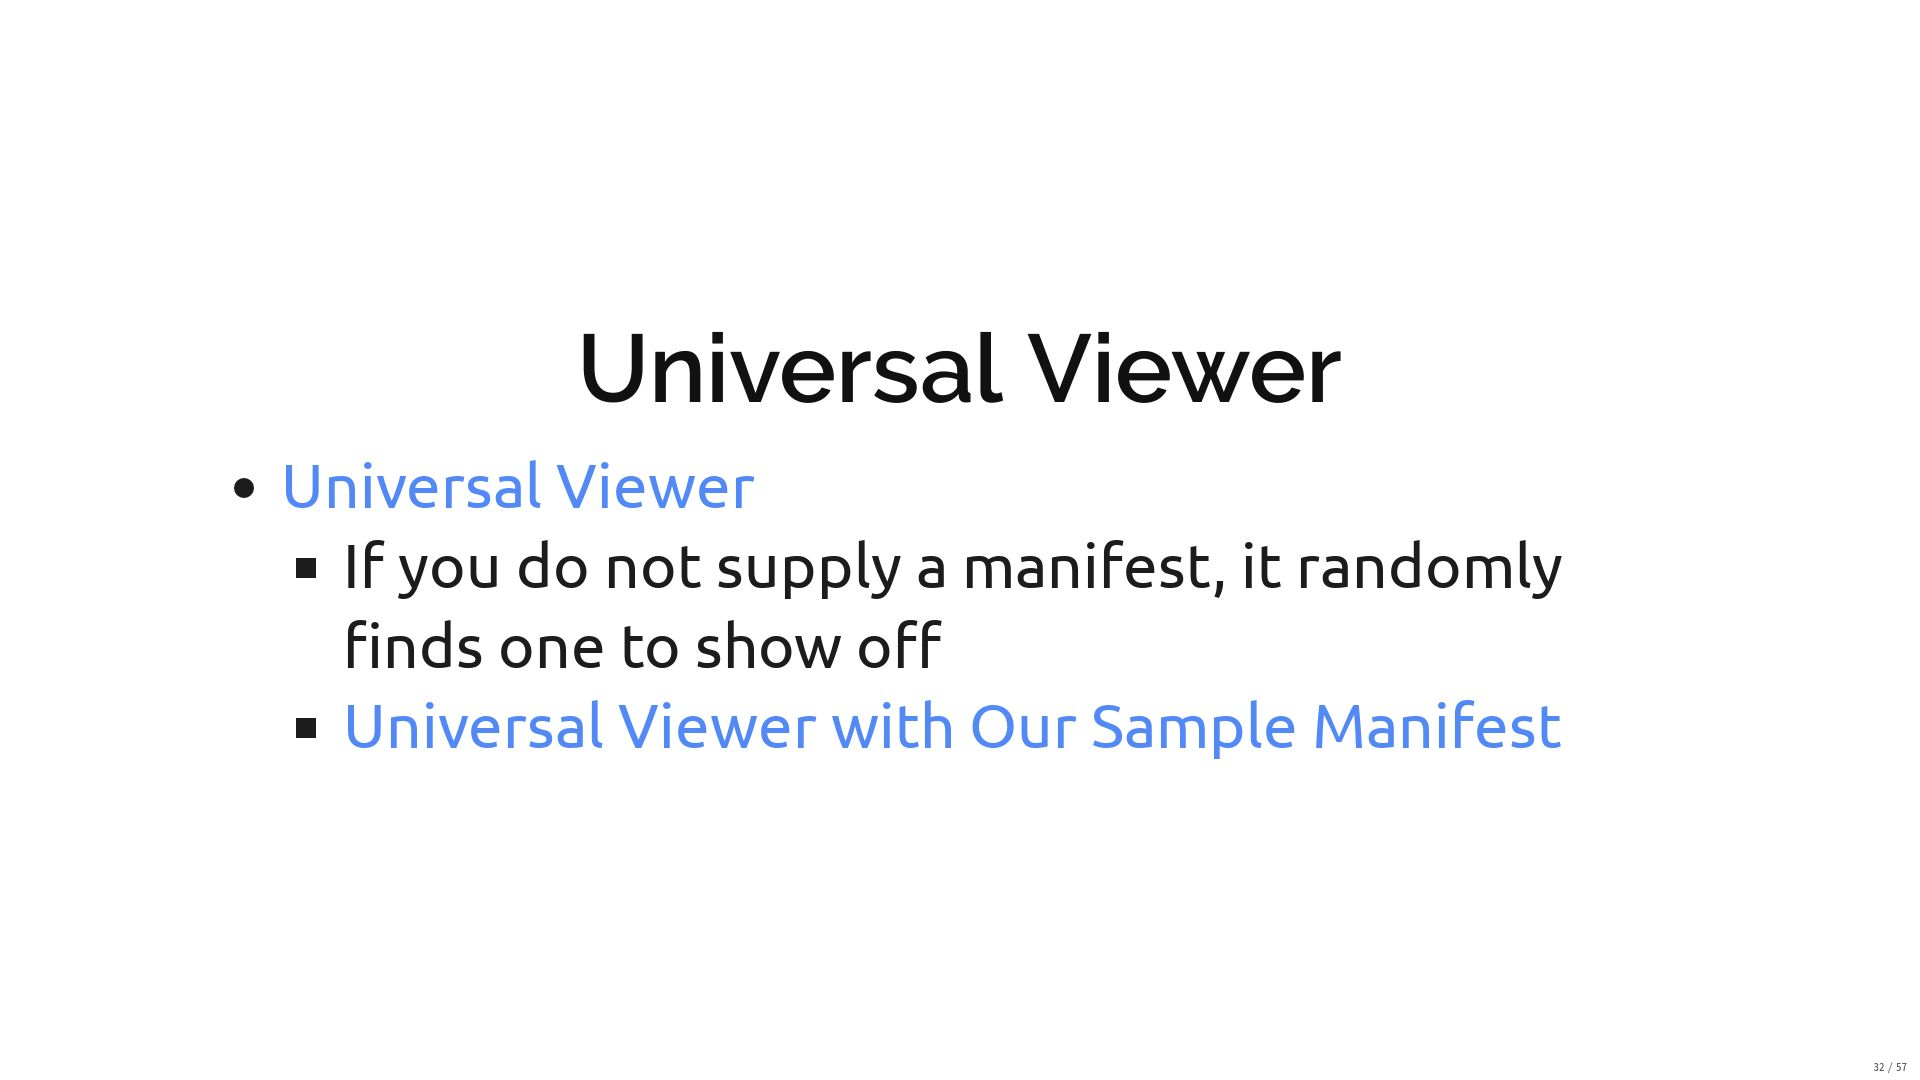 Universal Viewer
Universal Viewer
If you do not supply a manifest, it randomly
finds one to show off
Universal Viewer with Our Sample Manifest
32 / 57